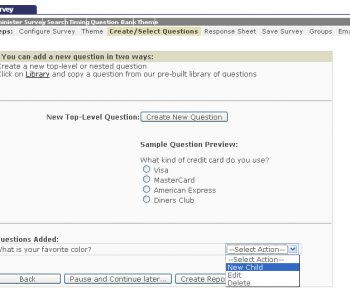 rvey
minister Survey Search Timing Question Bank Theme
eps: Configure Survey Theme Create/Select Questions Response Sheet Save Survey Groups Ema
You can add a new question in two ways:
Create a new top-level or nested question
Click on Library and copy a question from our pre-built library of questions
New Top-Level Question: Create New Question
Sample Question Preview:
What kind of credit card do you use?
Visa
MasterCard
American Express
Diners Club
uestions Added:
What is your favorite color? --Select Action--
--Select Action--
New Child
Edit
Delete
Back Pause and Continue later... Create Repo